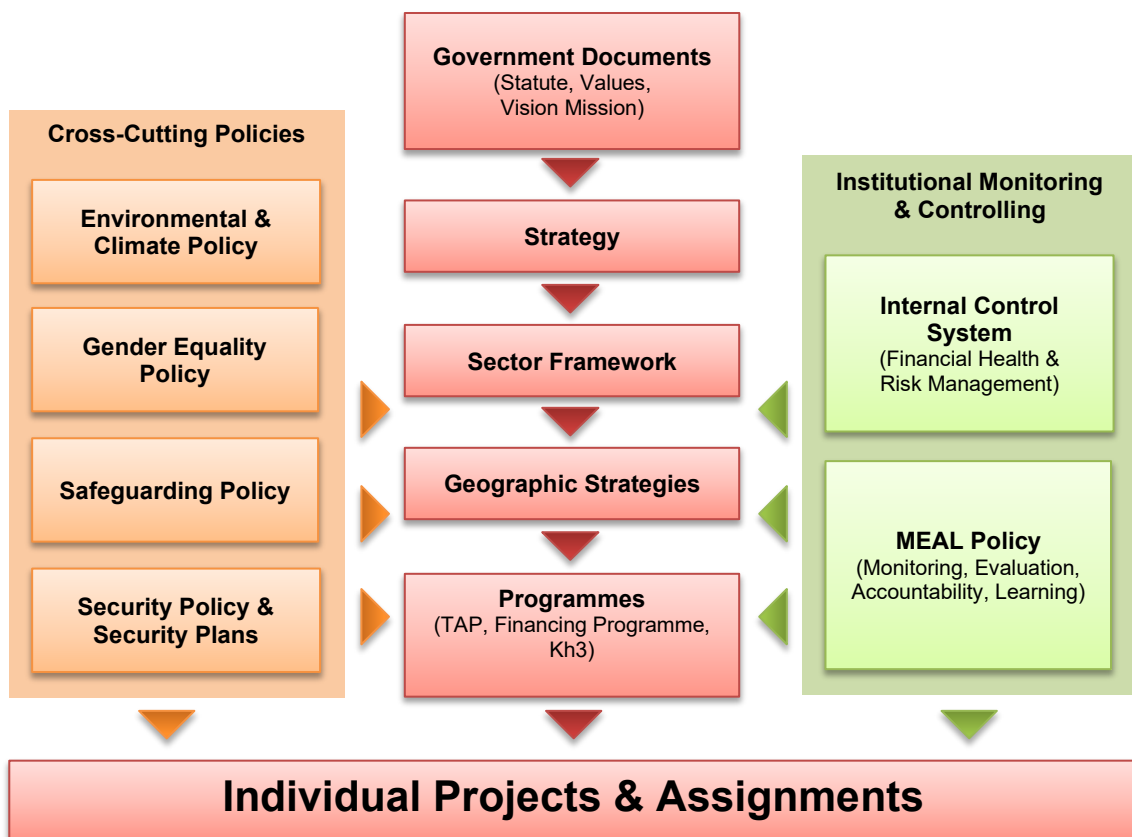 Government Documents
(Statute, Values,
Vision Mission)
Cross-Cutting Policies
Environmental &
Climate Policy
Gender Equality
Policy
Safeguarding Policy
Security Policy &
Security Plans
Strategy
Sector Framework
Geographic Strategies
Programmes
(TAP, Financing Programme,
Kh3)
Institutional Monitoring
& Controlling
Internal Control
System
(Financial Health &
Risk Management)
MEAL Policy
(Monitoring, Evaluation,
Accountability, Learning)
Individual Projects & Assignments